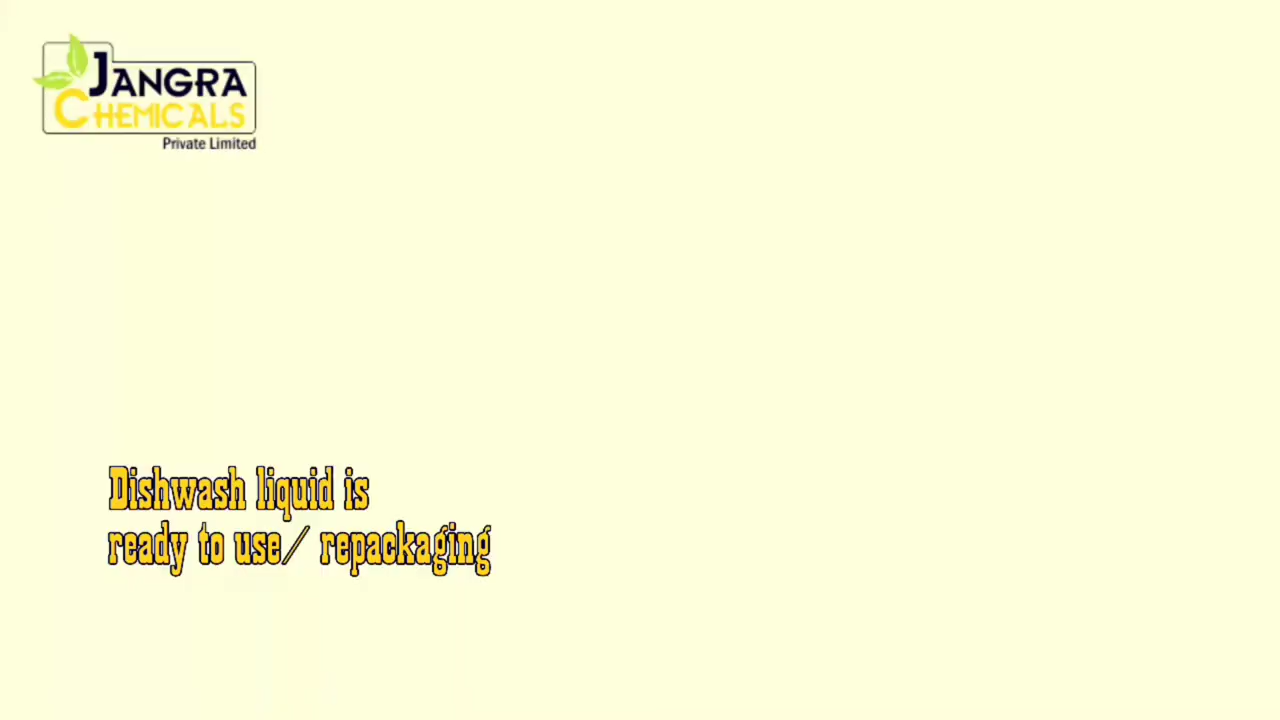 JANGRA
CHEMICALS
Private Limited
Dishwash liquid is
ready to use/ repackaging